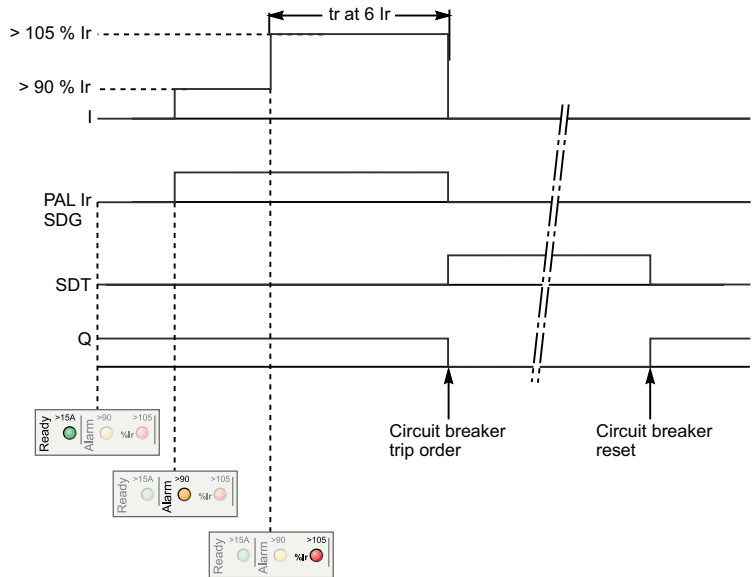 tr at 6 Ir
> 105 % Ir
> 90 % Ir
I
PAL Ir
SDG
SDT
Q
Circuit breaker
trip order
Circuit breaker
reset
Ready >15A Alarm >90 %Ir >105
Ready >15A Alarm >90 %Ir >105
Ready >15A Alarm >90 %Ir >105